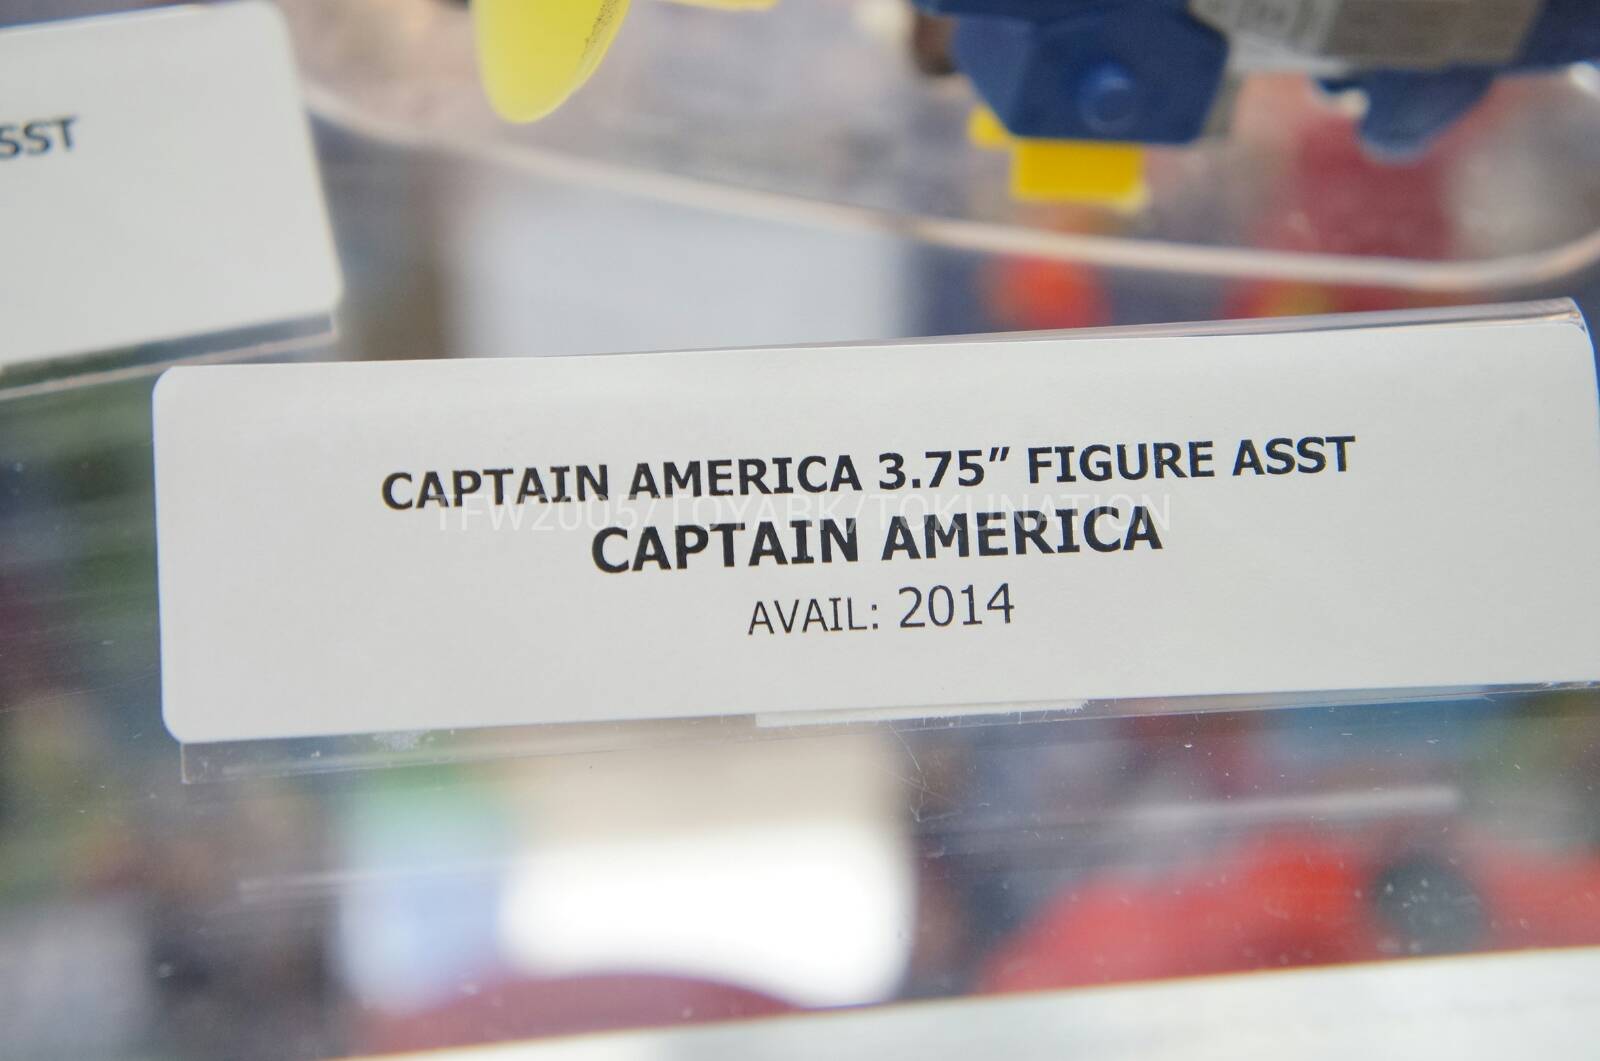 SST
CAPTAIN AMERICA 3.75” FIGURE ASST
TFW2005/TOYARK/TOKUNATION
CAPTAIN AMERICA
AVAIL: 2014